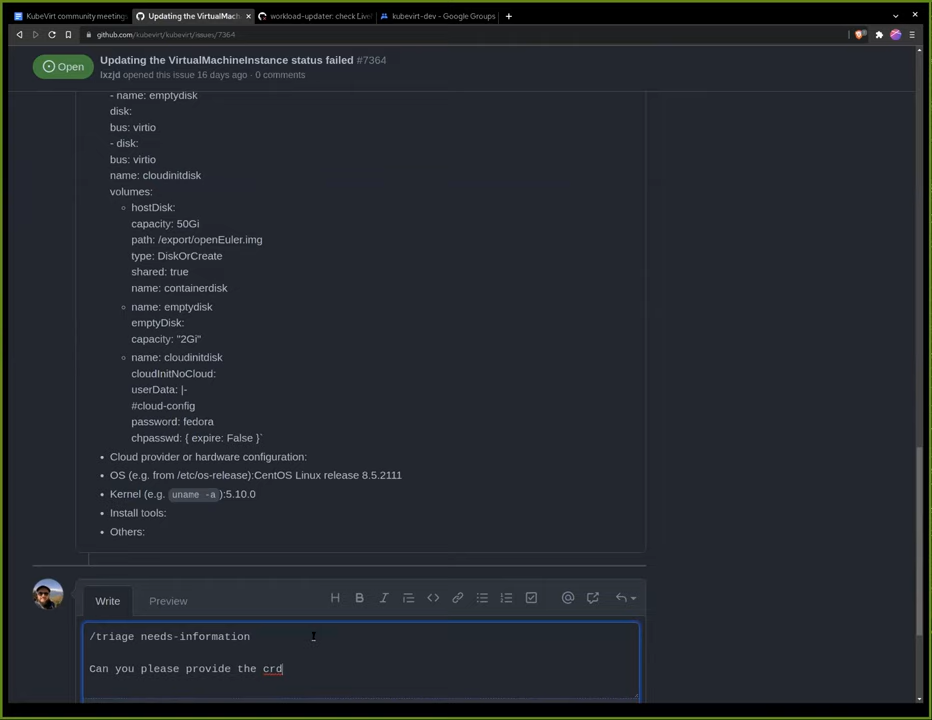 KubeVirt community meeting
Updating the VirtualMach
workload-updater: check Live
kubevirt-dev - Google Groups
github.com/kubevirt/kubevirt/issues/7364
Open
Updating the VirtualMachineInstance status failed #7364
lxzjd opened this issue 16 days ago · 0 comments
- name: emptydisk
disk:
bus: virtio
- disk:
bus: virtio
name: cloudinitdisk
volumes:
hostDisk:
capacity: 50Gi
path: /export/openEuler.img
type: DiskOrCreate
shared: true
name: containerdisk
name: emptydisk
emptyDisk:
capacity: "2Gi"
name: cloudinitdisk
cloudInitNoCloud:
userData: |-
#cloud-config
password: fedora
chpasswd: { expire: False }`
Cloud provider or hardware configuration:
OS (e.g. from /etc/os-release):CentOS Linux release 8.5.2111
Kernel (e.g. uname -a):5.10.0
Install tools:
Others:
Write
Preview
/triage needs-information
Can you please provide the crd